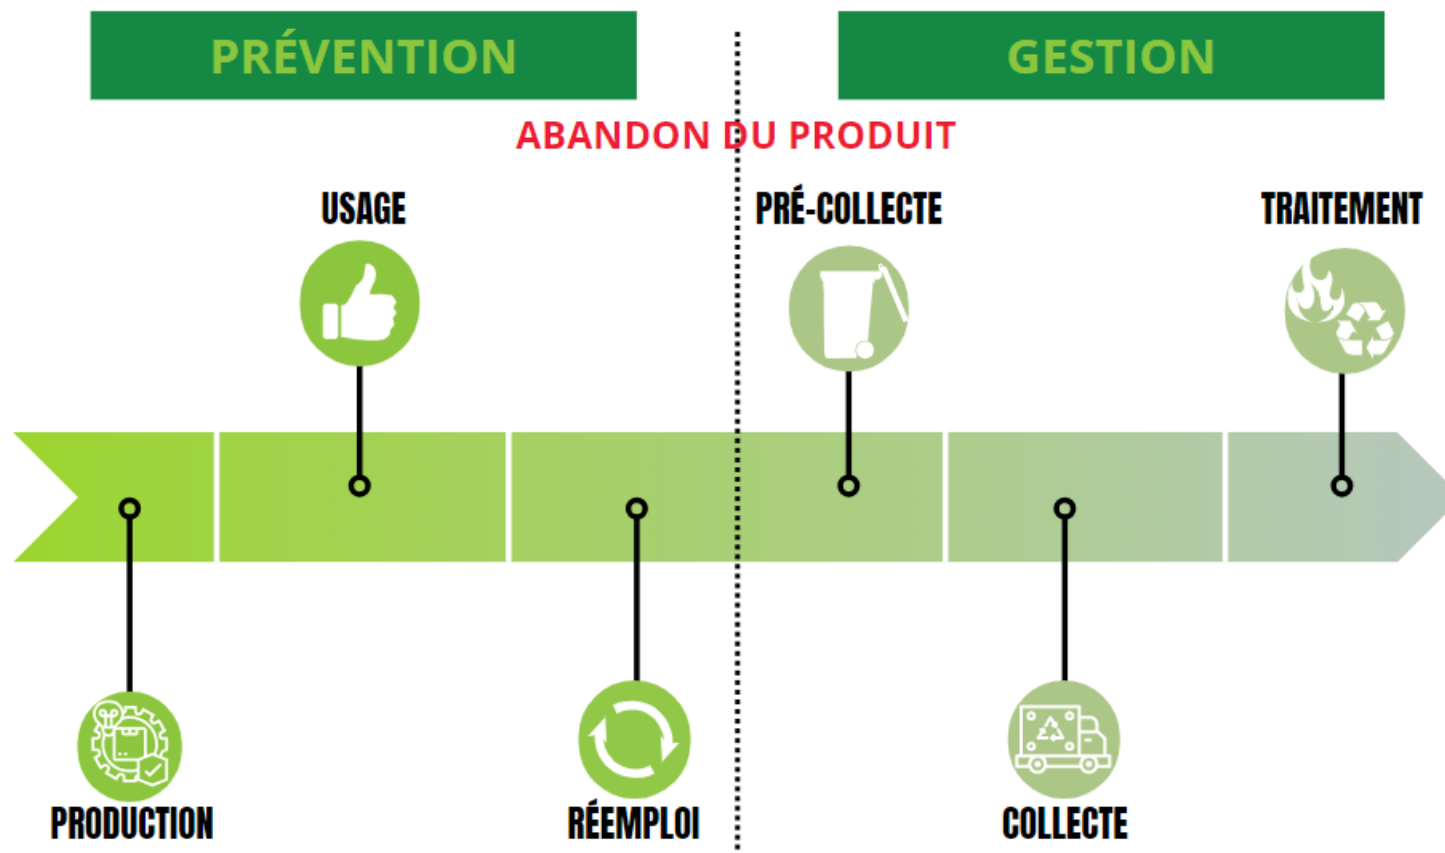 PRÉVENTION
GESTION
ABANDON DU PRODUIT
USAGE
PRÉ-COLLECTE
TRAITEMENT
PRODUCTION
RÉEMPLOI
COLLECTE